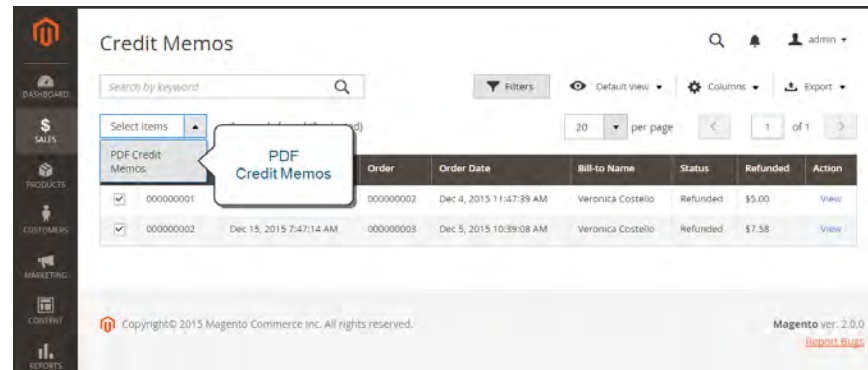 Credit Memos
admin
Search by keyword
Filters
Default View
Columns
Export
DASHBOARD
Select Items
20 per page
1 of 1
SALES
PDF Credit
Memos
PDF
Credit Memos
Order Order Date Bill-to Name Status Refunded Action
PRODUCTS
000000001 000000002 Dec 4, 2015 11:47:39 AM Veronica Costello Refunded $5.00 View
CUSTOMERS
000000002 Dec 15, 2015 7:47:14 AM 000000003 Dec 5, 2015 10:39:08 AM Veronica Costello Refunded $7.58 View
MARKETING
CONTENT
Copyright© 2015 Magento Commerce Inc. All rights reserved.
Magento ver. 2.0.0
Report Bugs
REPORTS